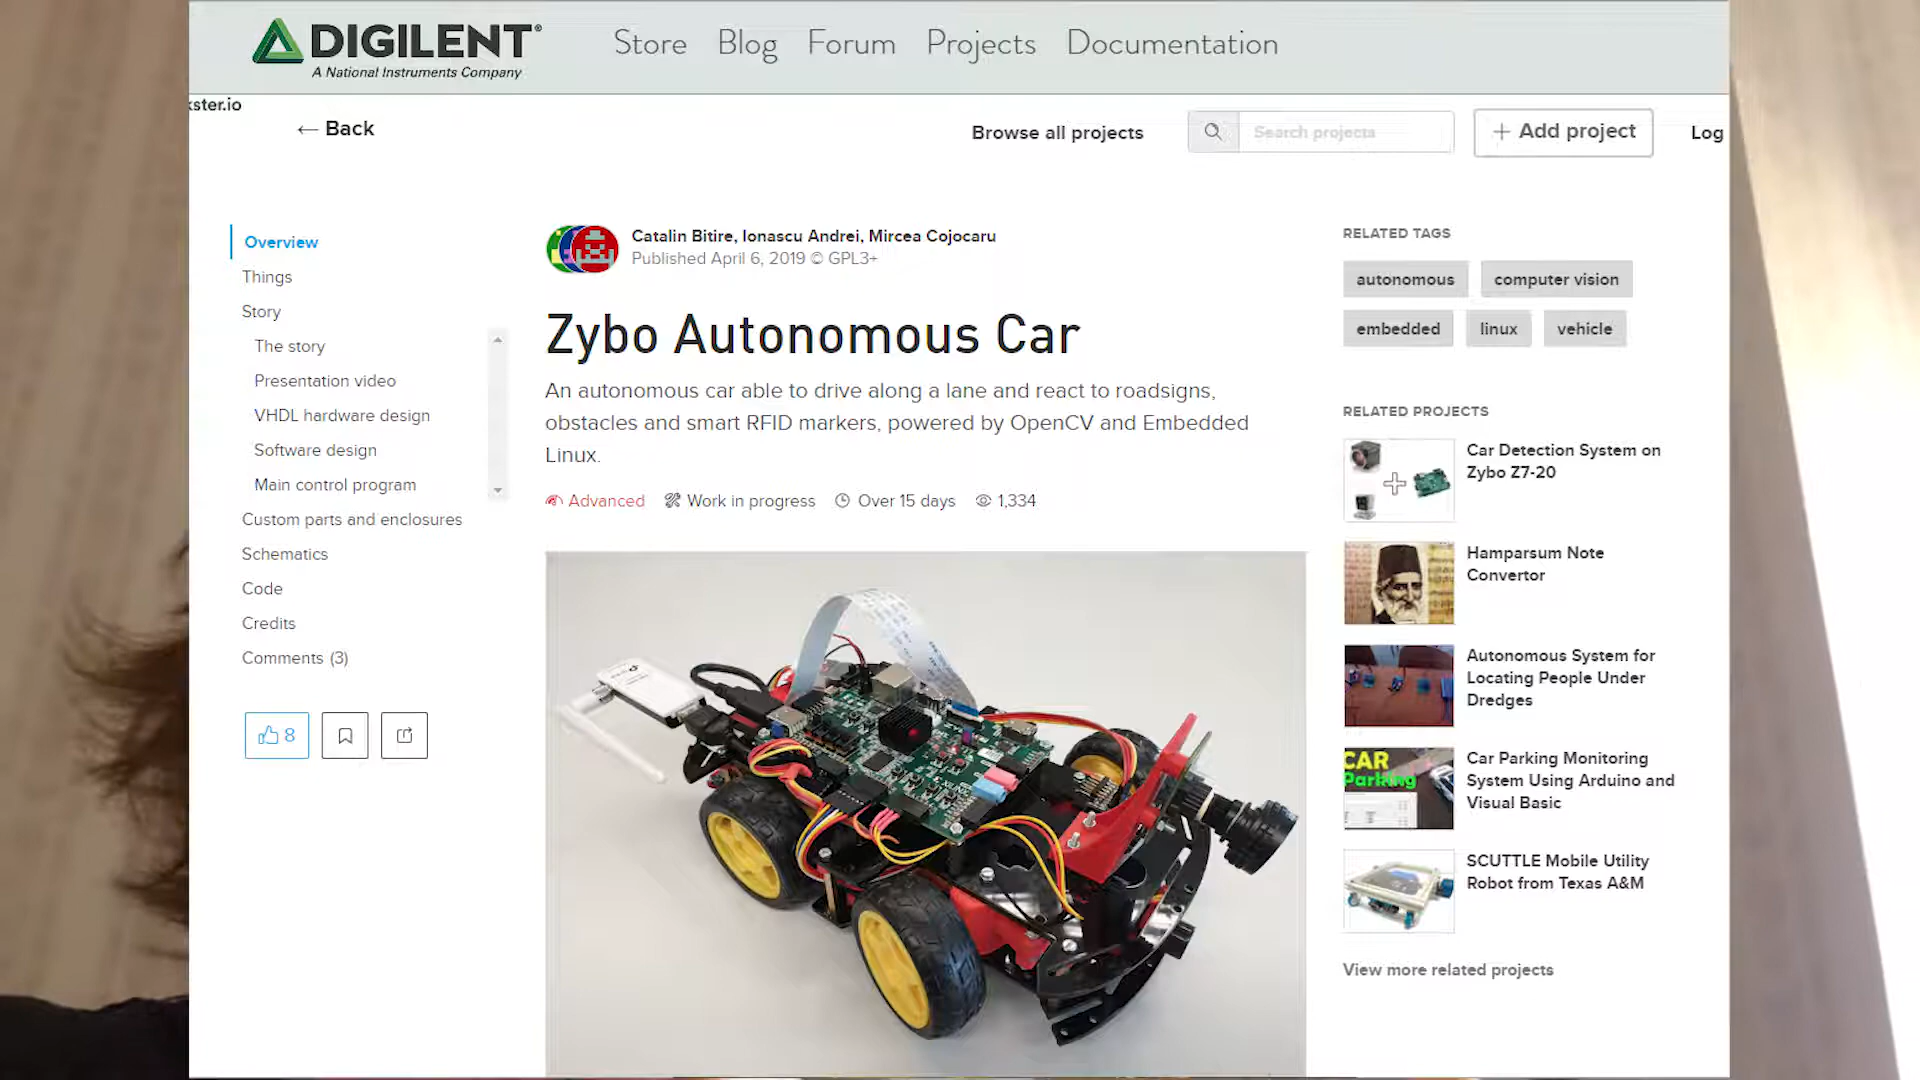 DIGILENT®
A National Instruments Company
Store Blog Forum Projects Documentation
kster.io
← Back
Browse all projects
Search projects
+ Add project
Log
Overview
Things
Story
The story
Presentation video
VHDL hardware design
Software design
Main control program
Custom parts and enclosures
Schematics
Code
Credits
Comments (3)
8
Catalin Bitire, Ionascu Andrei, Mircea Cojocaru
Published April 6, 2019 © GPL3+
Zybo Autonomous Car
An autonomous car able to drive along a lane and react to roadsigns,
obstacles and smart RFID markers, powered by OpenCV and Embedded
Linux.
Advanced Work in progress Over 15 days 1,334
RELATED TAGS
autonomous computer vision
embedded linux vehicle
RELATED PROJECTS
Car Detection System on
Zybo Z7-20
Hamparsum Note
Convertor
Autonomous System for
Locating People Under
Dredges
CAR
Parking
Car Parking Monitoring
System Using Arduino and
Visual Basic
SCUTTLE Mobile Utility
Robot from Texas A&M
View more related projects